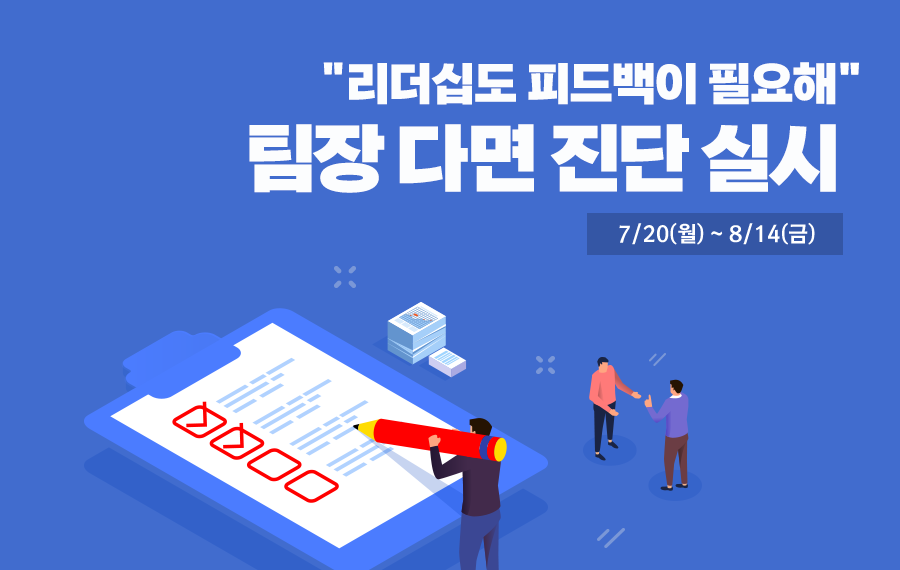 "리더십도 피드백이 필요해"
팀장 다면 진단 실시
7/20(월) ~ 8/14(금)